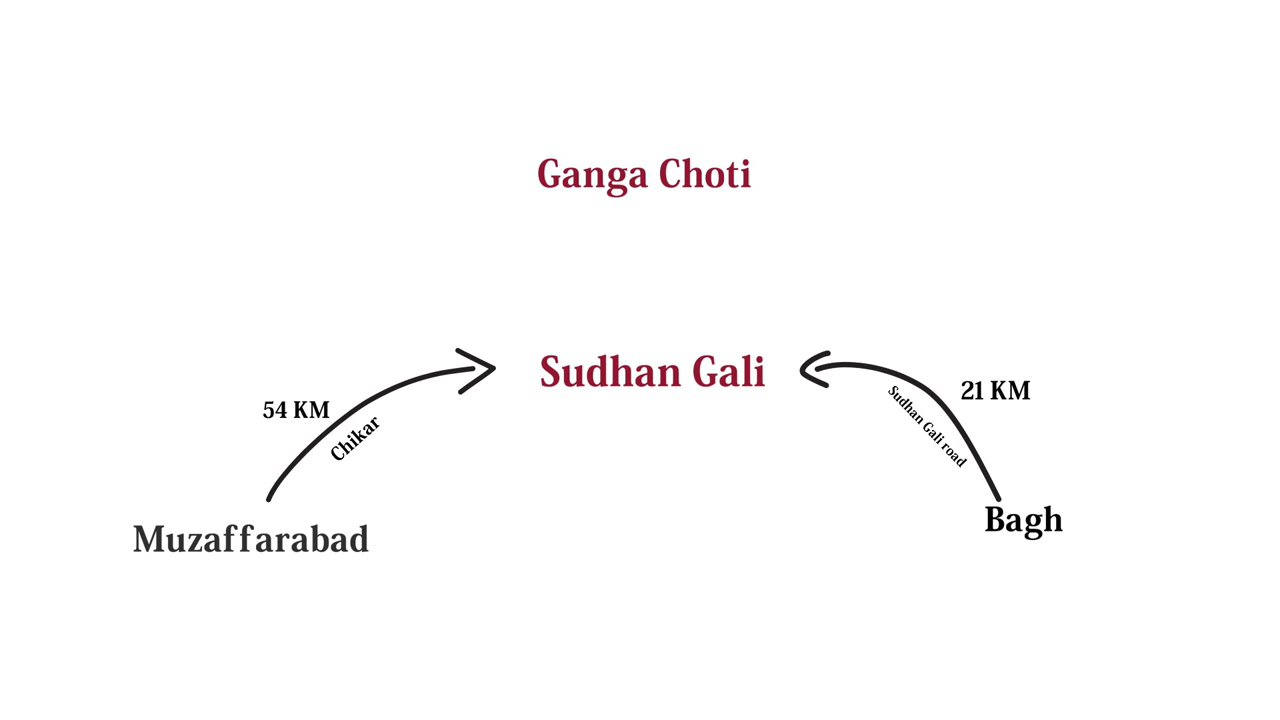 Ganga Choti
Sudhan Gali
54 KM
Chikar
21 KM
Sudhan Gali road
Muzaffarabad
Bagh